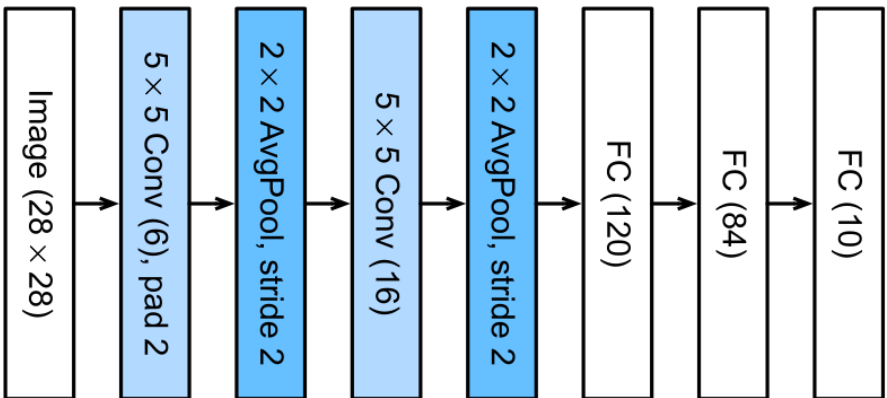 Image (28 × 28)
5 × 5 Conv (6), pad 2
2 × 2 AvgPool, stride 2
5 × 5 Conv (16)
2 × 2 AvgPool, stride 2
FC (120)
FC (84)
FC (10)